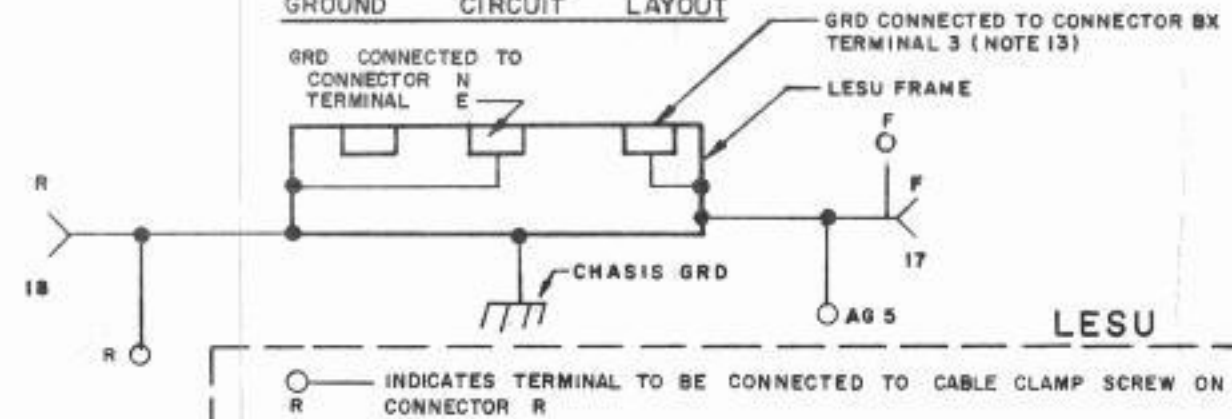 GROUND CIRCUIT LAYOUT
GRD CONNECTED TO CONNECTOR BX
TERMINAL 3 (NOTE 13)
GRD CONNECTED TO
CONNECTOR N
TERMINAL E
LESU FRAME
F
R
F
17
18
CHASIS GRD
AG 5
LESU
R
INDICATES TERMINAL TO BE CONNECTED TO CABLE CLAMP SCREW ON
R CONNECTOR R